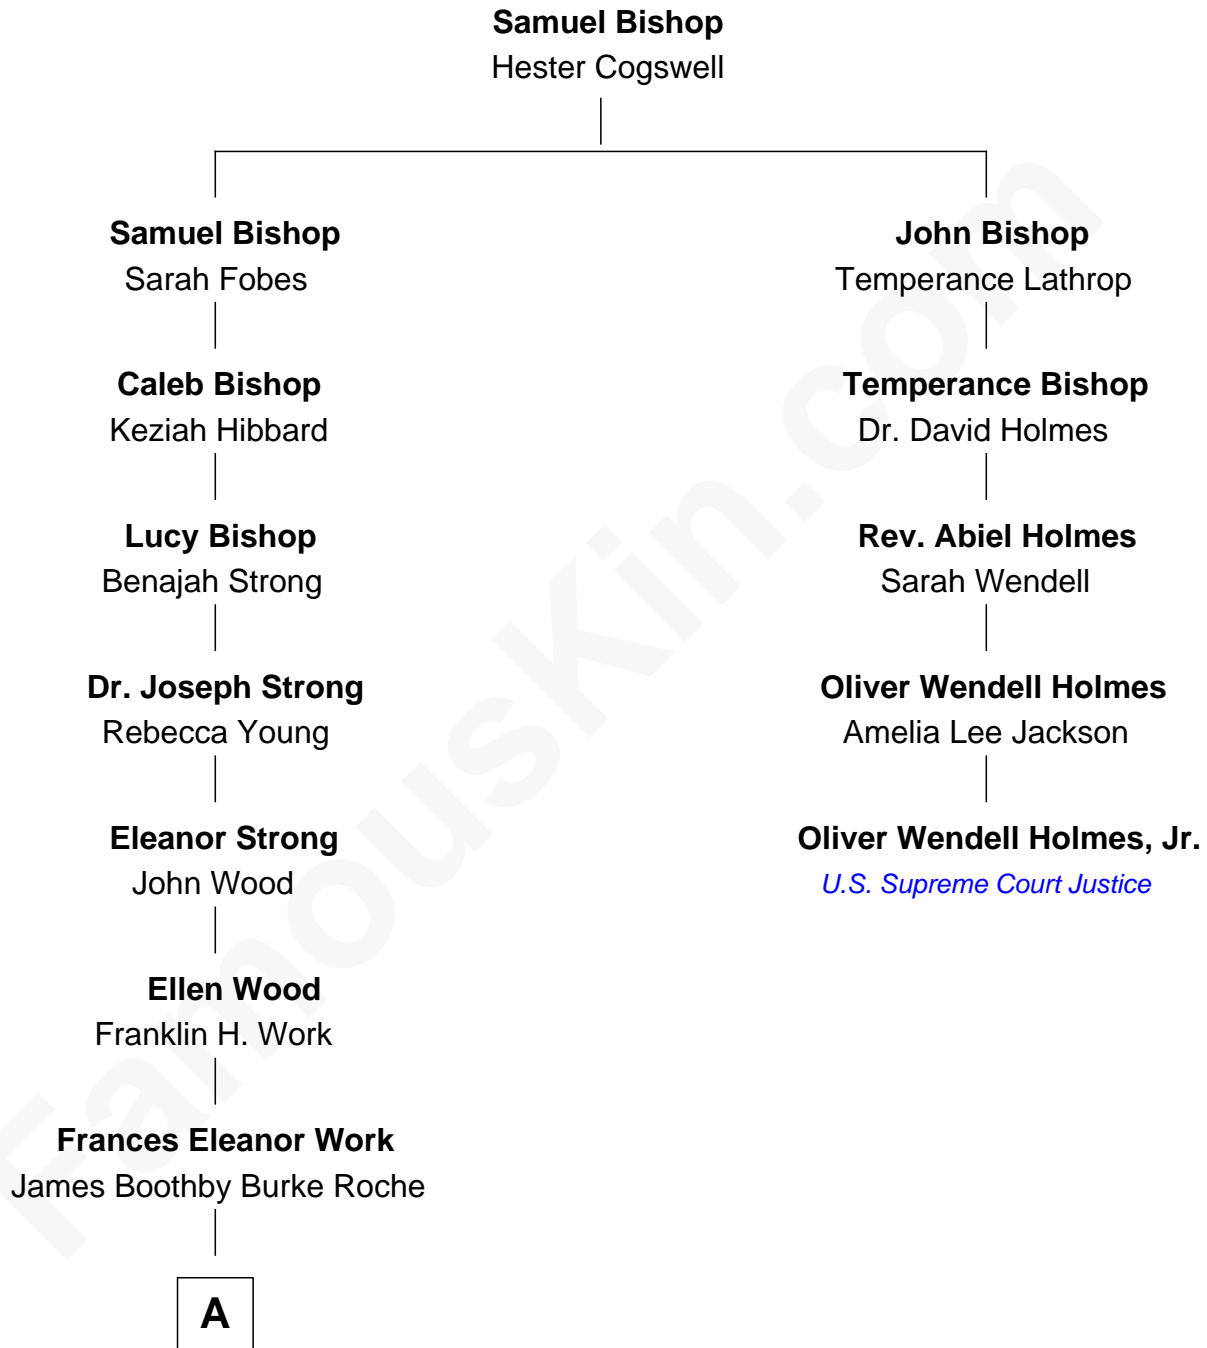 Samuel Bishop
Hester Cogswell
Samuel Bishop
Sarah Fobes
John Bishop
Temperance Lathrop
Caleb Bishop
Keziah Hibbard
Temperance Bishop
Dr. David Holmes
Lucy Bishop
Benajah Strong
Rev. Abiel Holmes
Sarah Wendell
Dr. Joseph Strong
Rebecca Young
Oliver Wendell Holmes
Amelia Lee Jackson
Eleanor Strong
John Wood
Oliver Wendell Holmes, Jr.
U.S. Supreme Court Justice
Ellen Wood
Franklin H. Work
Frances Eleanor Work
James Boothby Burke Roche
A
FamousKin.com